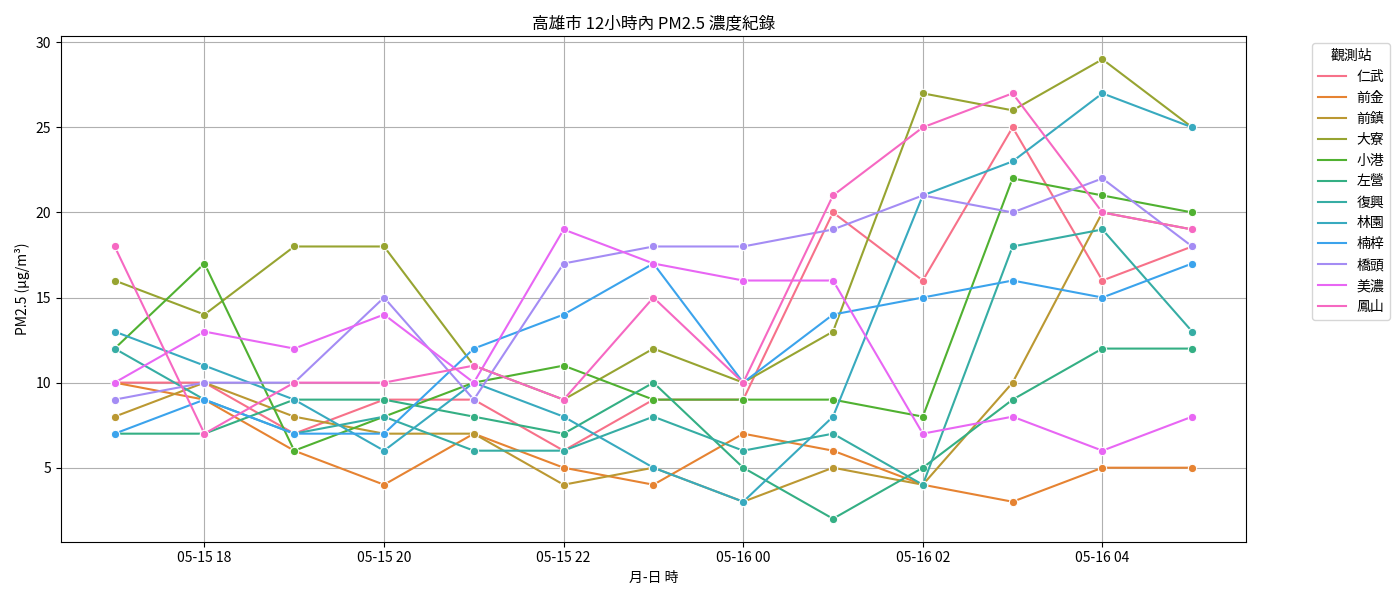 高雄市 12小時內 PM2.5 濃度紀錄
30
25
20
15
10
5
PM2.5 (µg/m³)
05-15 18
05-15 20
05-15 22
05-16 00
05-16 02
05-16 04
月-日 時
觀測站
仁武
前金
前鎮
大寮
小港
左營
復興
林園
楠梓
橋頭
美濃
鳳山